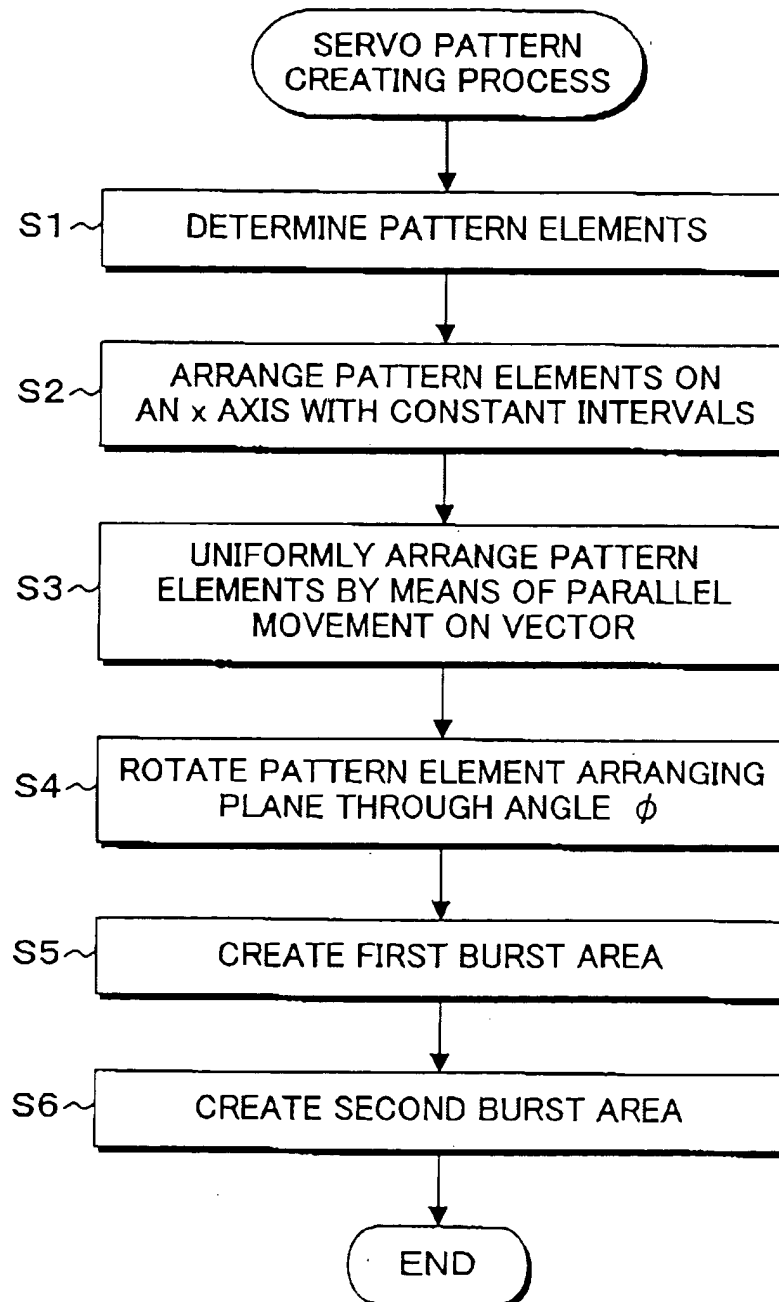 SERVO PATTERN
CREATING PROCESS
S1 DETERMINE PATTERN ELEMENTS
S2 ARRANGE PATTERN ELEMENTS ON
AN x AXIS WITH CONSTANT INTERVALS
S3 UNIFORMLY ARRANGE PATTERN
ELEMENTS BY MEANS OF PARALLEL
MOVEMENT ON VECTOR
S4 ROTATE PATTERN ELEMENT ARRANGING
PLANE THROUGH ANGLE ϕ
S5 CREATE FIRST BURST AREA
S6 CREATE SECOND BURST AREA
END